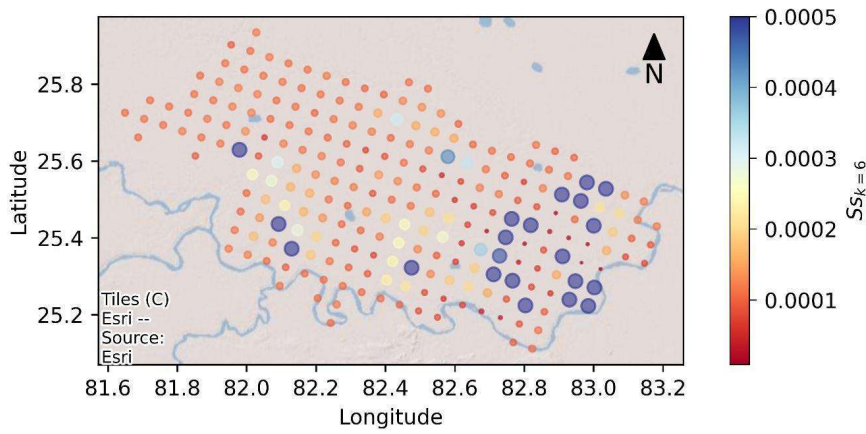 N
25.8
25.6
25.4
25.2
Latitude
81.6 81.8 82.0 82.2 82.4 82.6 82.8 83.0 83.2
Longitude
Tiles (C)
Esri --
Source:
Esri
0.0005
0.0004
0.0003
0.0002
0.0001
Ss k = 6